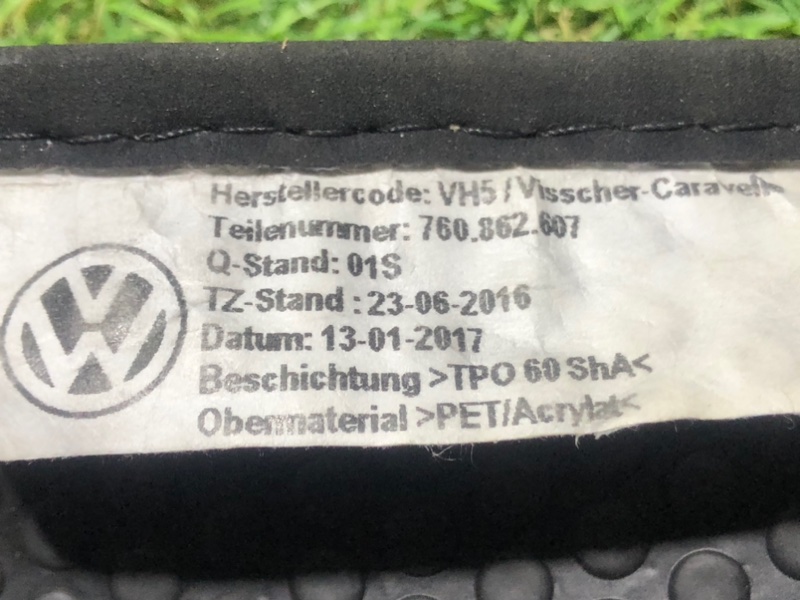 Herstellercode: VH5 / Visscher-Caravelle
Teilenummer: 760.862.607
Q-Stand: 01S
TZ-Stand : 23-06-2016
Datum: 13-01-2017
Beschichtung >TPO 60 ShA<
Obermaterial >PET/Acrylat<